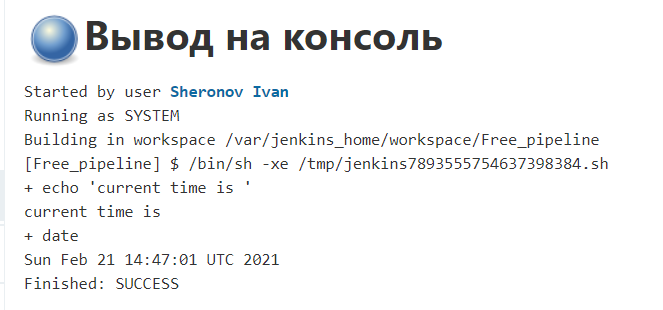 Вывод на консоль
Started by user Sheronov Ivan
Running as SYSTEM
Building in workspace /var/jenkins_home/workspace/Free_pipeline
[Free_pipeline] $ /bin/sh -xe /tmp/jenkins7893555754637398384.sh
+ echo 'current time is '
current time is
+ date
Sun Feb 21 14:47:01 UTC 2021
Finished: SUCCESS